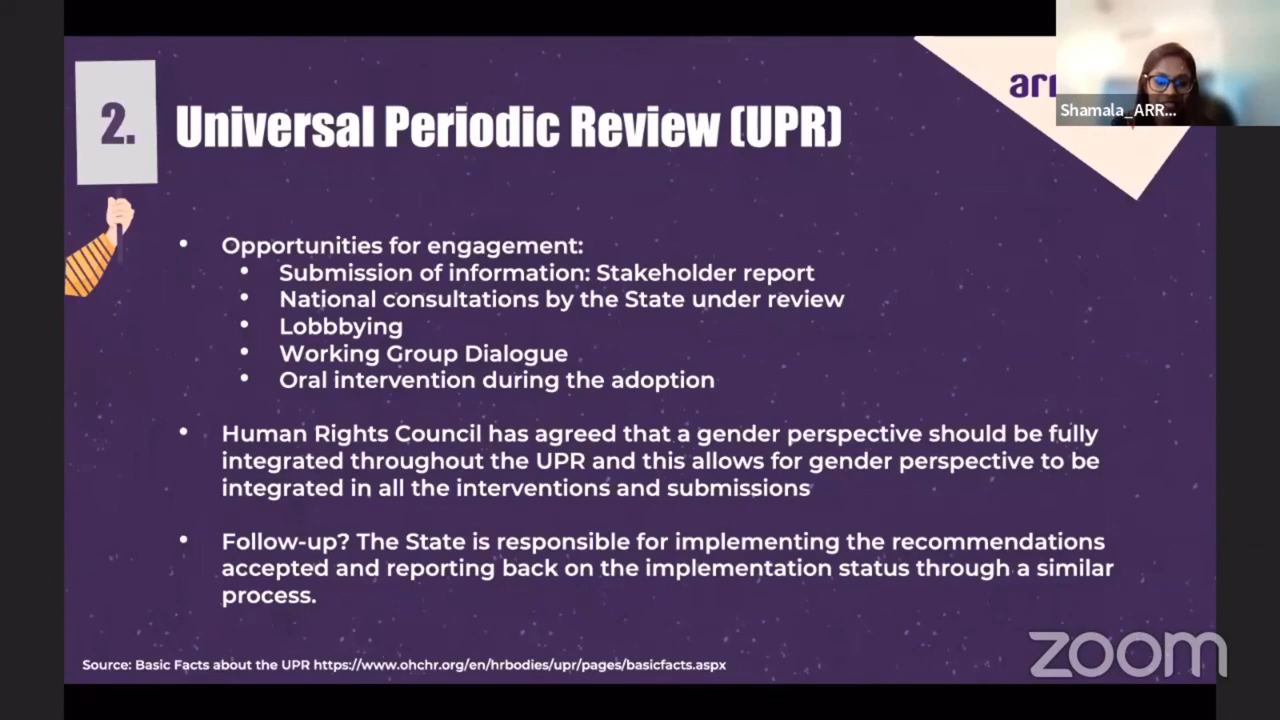 2.
Universal Periodic Review (UPR)
arr
Shamala_ARR...
• Opportunities for engagement:
• Submission of information: Stakeholder report
• National consultations by the State under review
• Lobbbying
• Working Group Dialogue
• Oral intervention during the adoption
• Human Rights Council has agreed that a gender perspective should be fully
integrated throughout the UPR and this allows for gender perspective to be
integrated in all the interventions and submissions
• Follow-up? The State is responsible for implementing the recommendations
accepted and reporting back on the implementation status through a similar
process.
Source: Basic Facts about the UPR https://www.ohchr.org/en/hrbodies/upr/pages/basicfacts.aspx
zoom